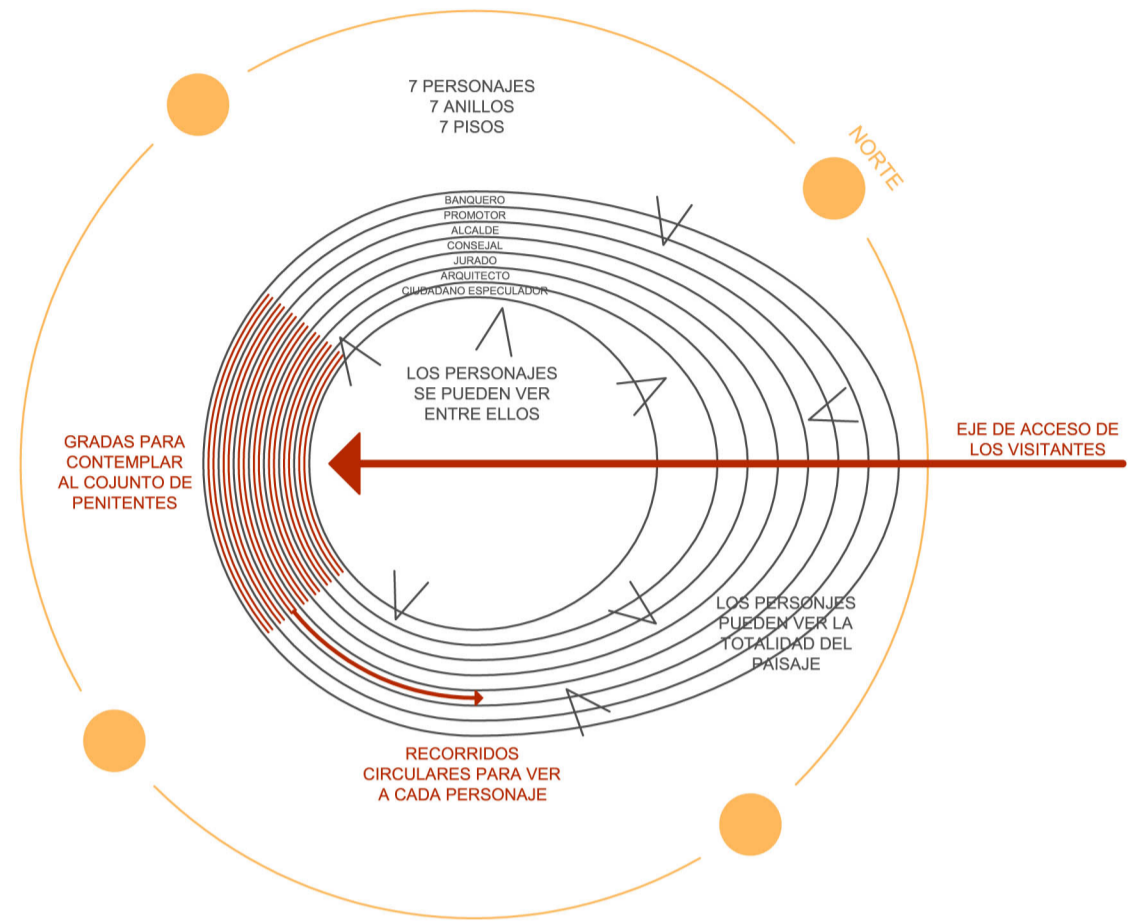 7 PERSONAJES
7 ANILLOS
7 PISOS
NORTE
BANQUERO
PROMOTOR
ALCALDE
CONSEJAL
JURADO
ARQUITECTO
CIUDADANO ESPECULADOR
LOS PERSONAJES
SE PUEDEN VER
ENTRE ELLOS
GRADAS PARA
CONTEMPLAR
AL COJUNTO DE
PENITENTES
EJE DE ACCESO DE
LOS VISITANTES
LOS PERSONJES
PUEDEN VER LA
TOTALIDAD DEL
PAISAJE
RECORRIDOS
CIRCULARES PARA VER
A CADA PERSONAJE